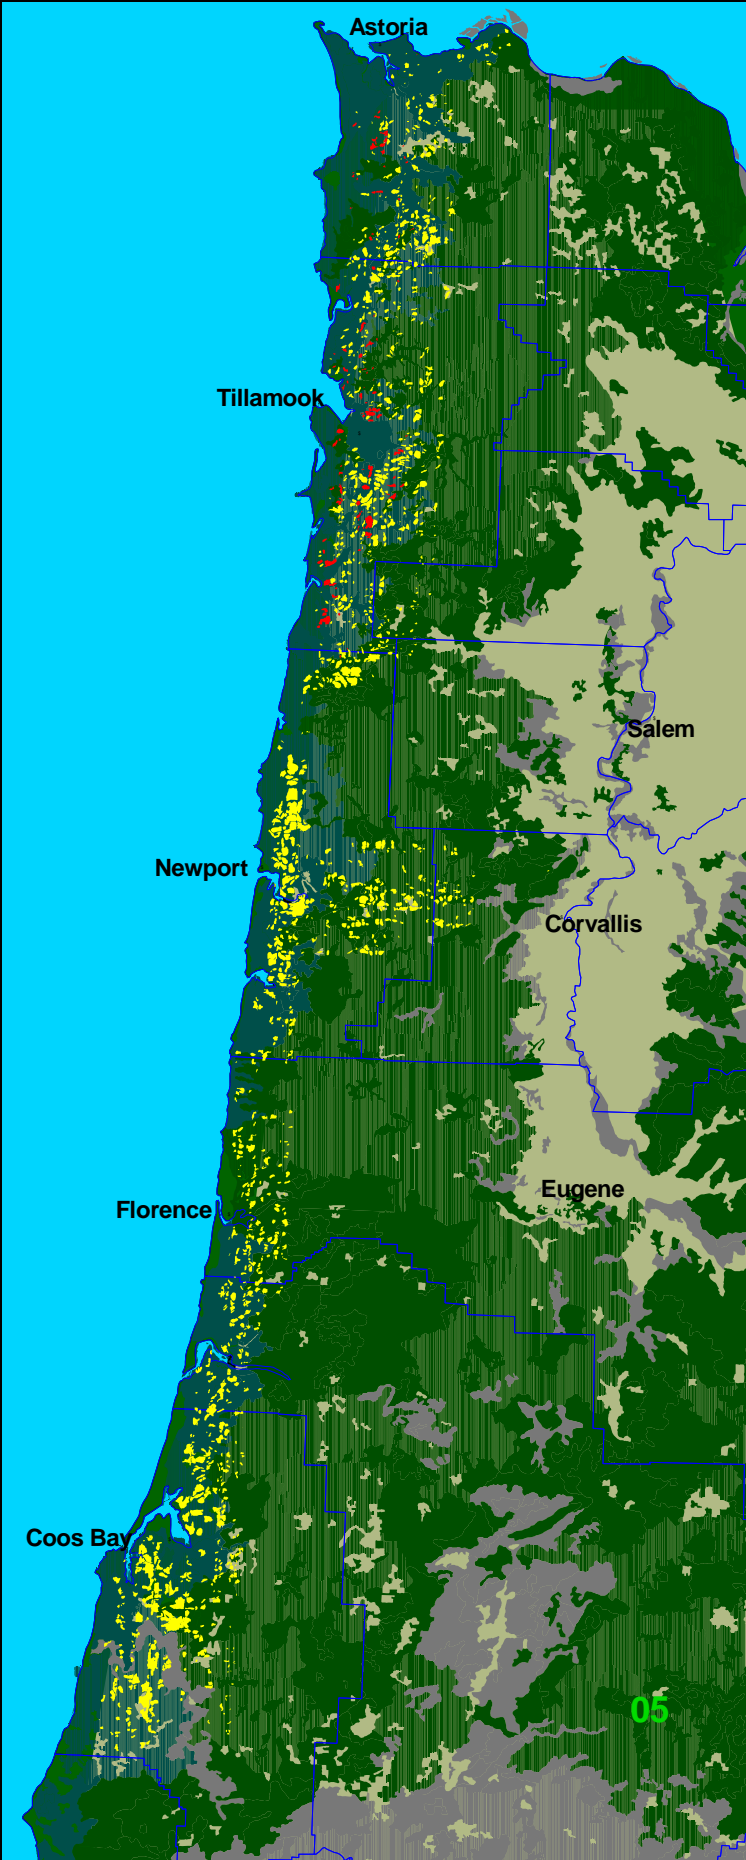 Astoria
Tillamook
Salem
Newport
Corvallis
Eugene
Florence
Coos Bay
05